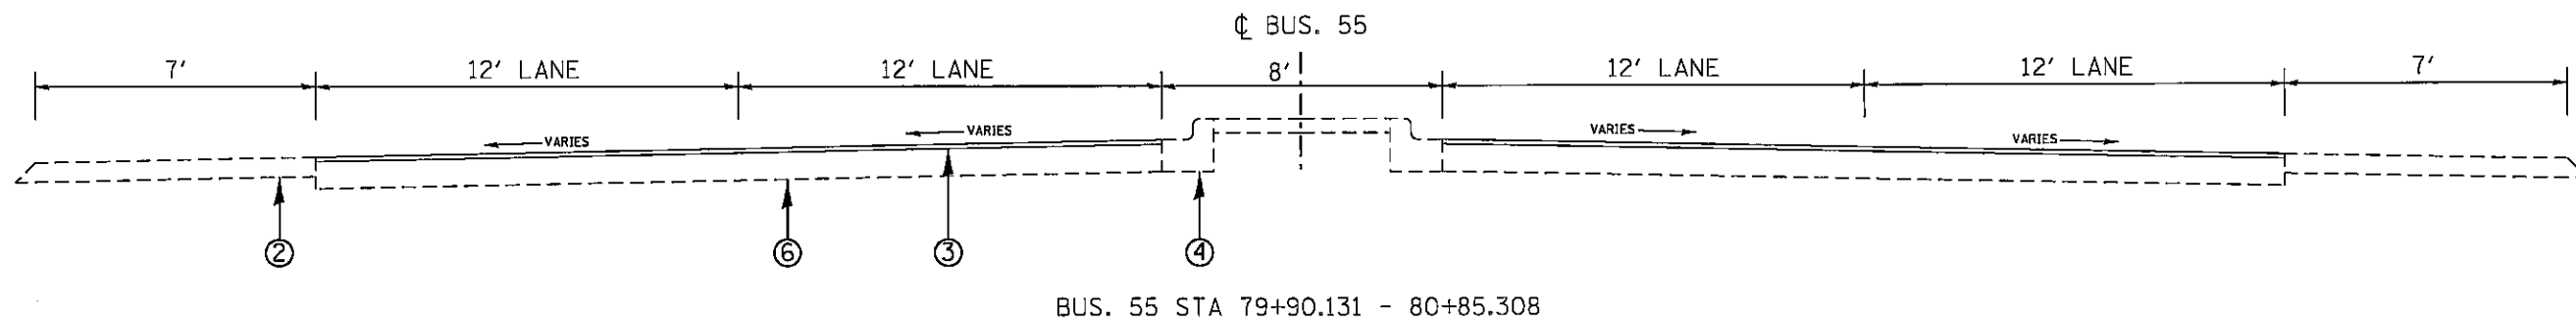 ℄ BUS. 55
7' 12' LANE 12' LANE 8' 12' LANE 12' LANE 7'
VARIES VARIES VARIES VARIES
2 6 3 4
BUS. 55 STA 79+90.131 - 80+85.308